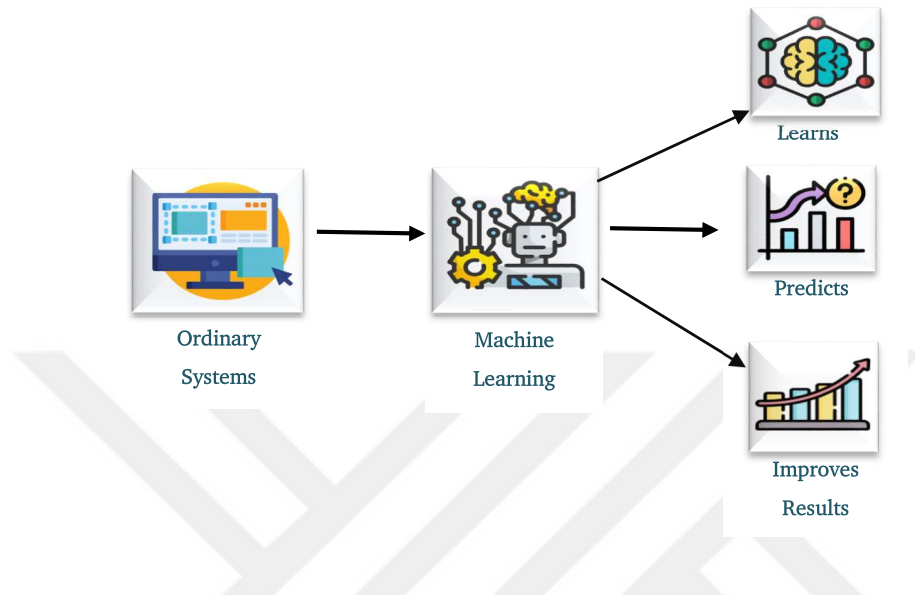 Learns
Predicts
Ordinary
Systems
Machine
Learning
Improves
Results
?